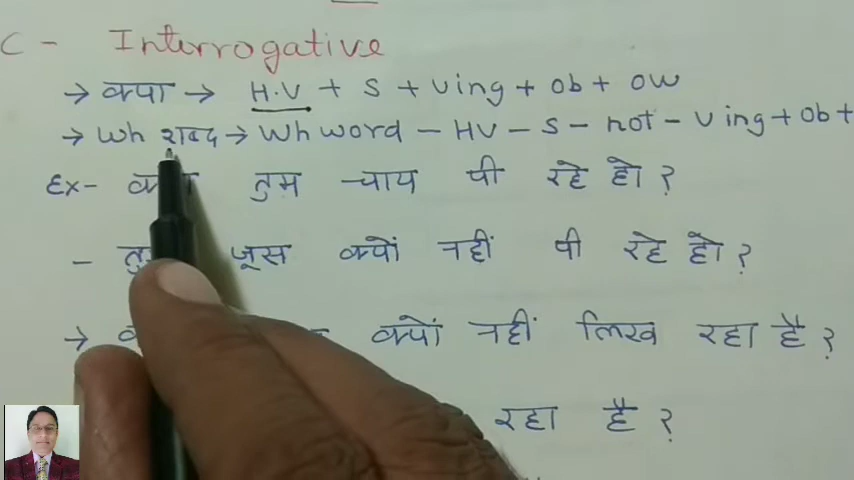 C - Interrogative
→ क्या → H.V + S + Ving + ob + ow
→ Wh शब्द → Wh word - HV - S - not - Ving + ob +
Ex- तुम चाय पी रहे हो ?
- जूस क्यों नहीं पी रहे हो ?
→ क्यों नहीं लिख रहा है ?
रहा है ?